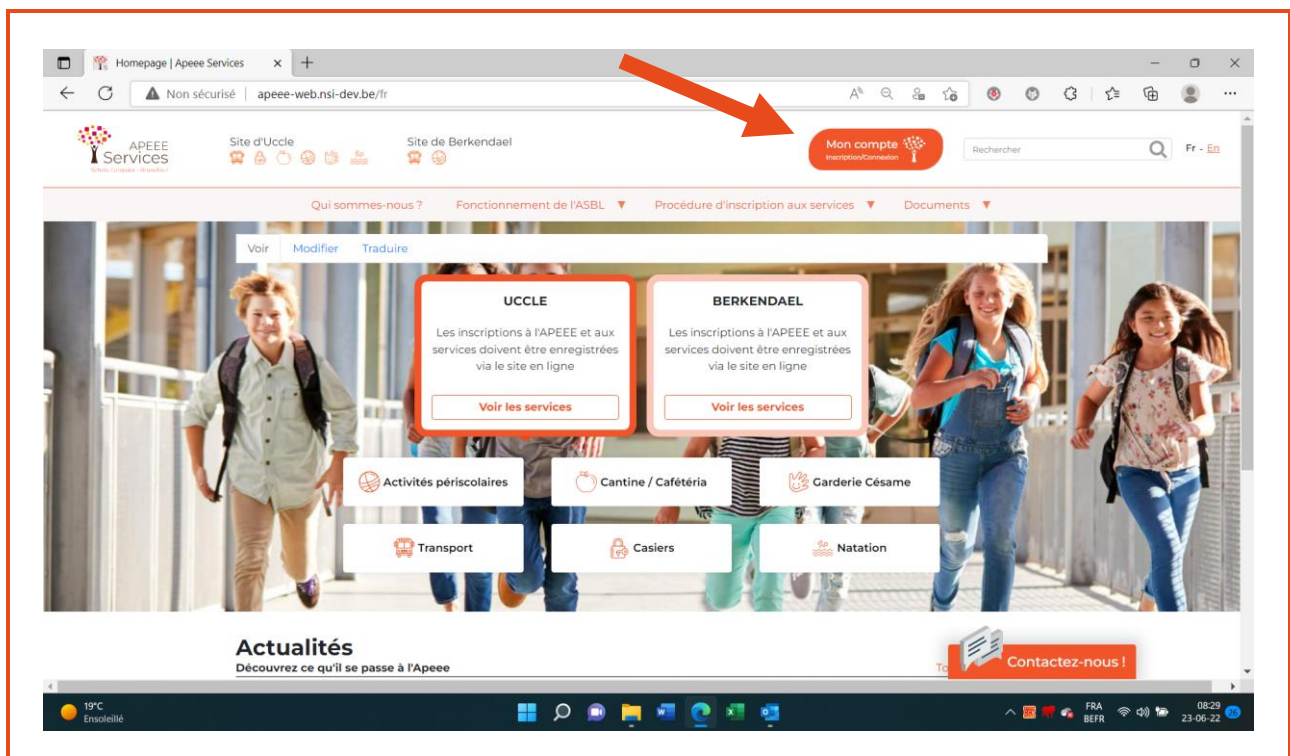 Homepage | Apeee Services
Non sécurisé | apeee-web.nsi-dev.be/fr
APEEE
Services
Site d'Uccle
Site de Berkendael
Mon compte
Inscription/Connexion
Rechercher
Fr - En
Qui sommes-nous ?
Fonctionnement de l'ASBL ▼
Procédure d'inscription aux services ▼
Documents ▼
Voir
Modifier
Traduire
UCCLE
Les inscriptions à l'APEEE et aux
services doivent être enregistrées
via le site en ligne
Voir les services
BERKENDAEL
Les inscriptions à l'APEEE et aux
services doivent être enregistrées
via le site en ligne
Voir les services
Activités périscolaires
Cantine / Cafétéria
Garderie Césame
Transport
Casiers
Natation
Actualités
Découvrez ce qu'il se passe à l'Apeee
To
Contactez-nous !
19°C
Ensoleillé
FRA
BEFR
08:29
23-06-22